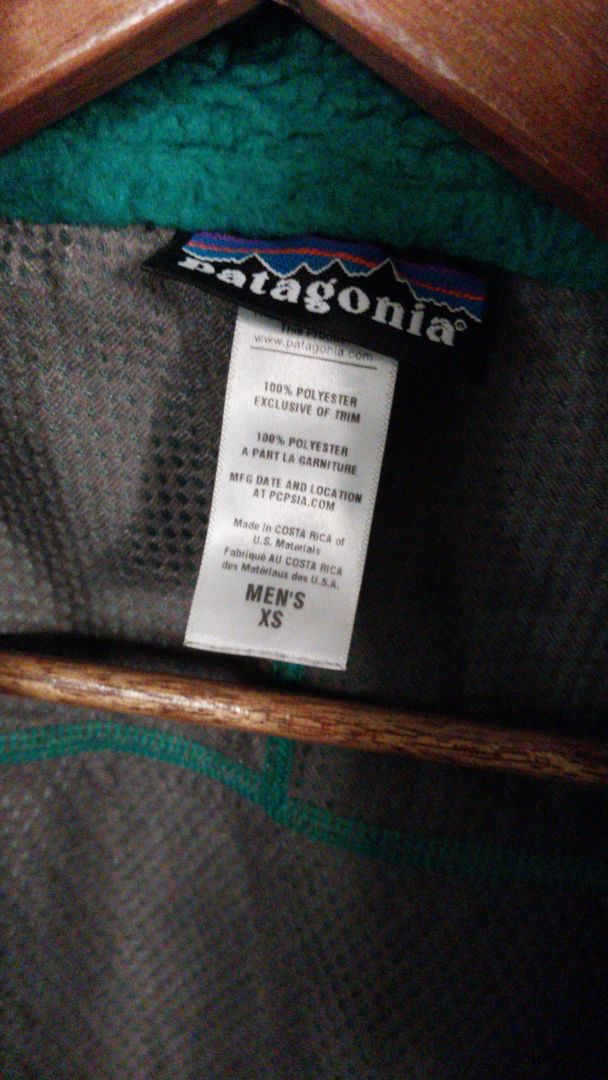 patagonia®
www.patagonia.com
100% POLYESTER
EXCLUSIVE OF TRIM
100% POLYESTER
A PART LA GARNITURE
MFG DATE AND LOCATION
AT PCPSIA.COM
Made in COSTA RICA of
U.S. Materials
Fabriqué AU COSTA RICA
des Matériaux des U.S.A.
MEN'S
XS